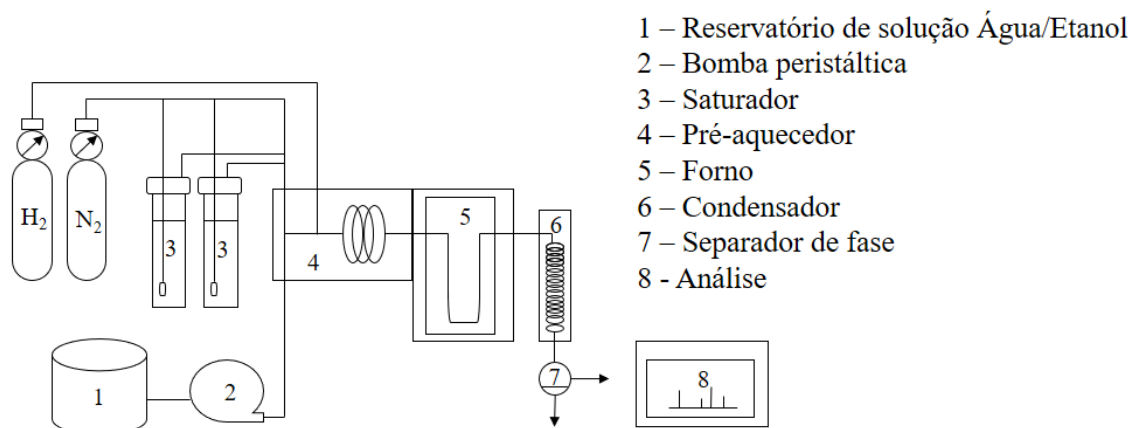 1 – Reservatório de solução Água/Etanol
2 – Bomba peristáltica
3 – Saturador
4 – Pré-aquecedor
5 – Forno
6 – Condensador
7 – Separador de fase
8 - Análise
H₂
N₂
3
3
4
5
6
1
2
7
8